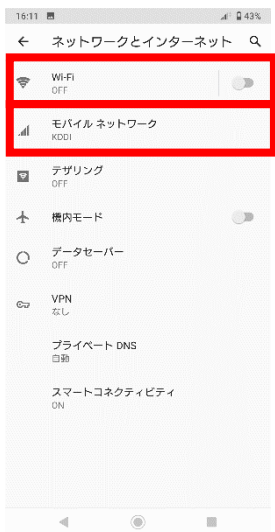 16:11 43%
ネットワークとインターネット
Wi-Fi
OFF
モバイル ネットワーク
KDDI
テザリング
OFF
機内モード
データセーバー
OFF
VPN
なし
プライベート DNS
自動
スマートコネクティビティ
ON